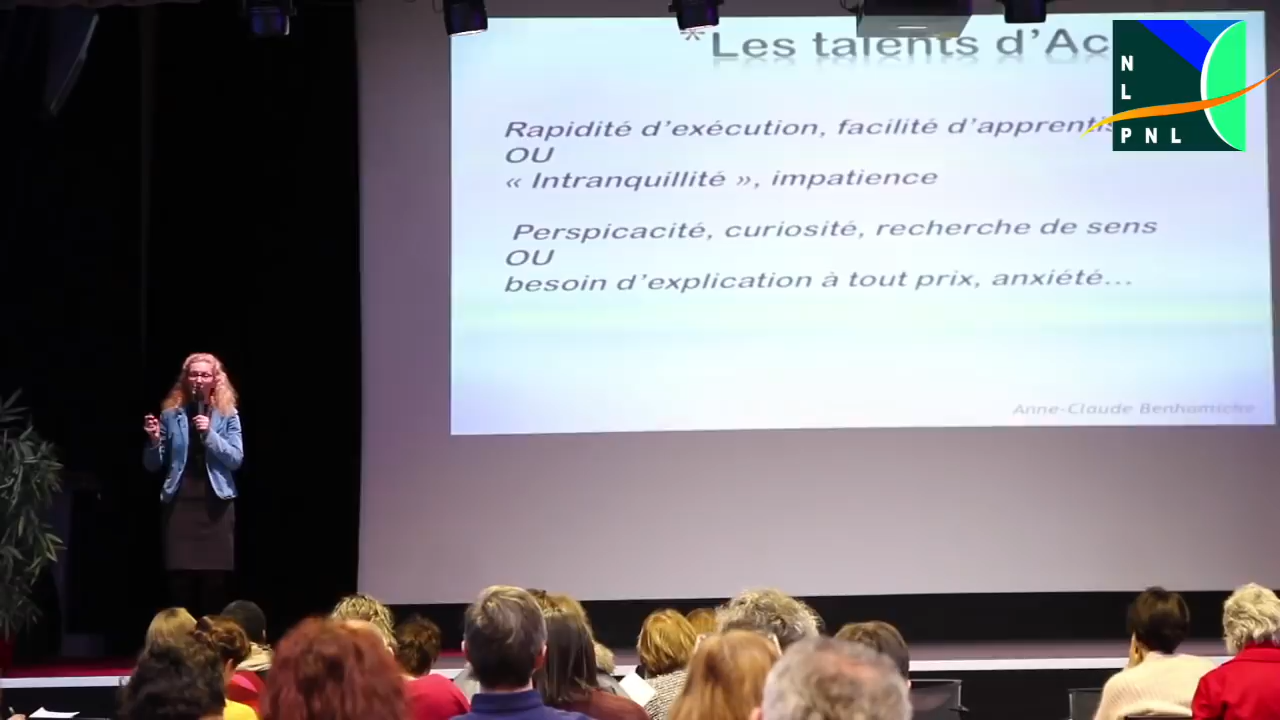 *Les talents d'Ac
N
L
P N L
Rapidité d'exécution, facilité d'apprentis
OU
« Intranquillité », impatience
Perspicacité, curiosité, recherche de sens
OU
besoin d'explication à tout prix, anxiété...
Anne-Claude Benhamiche